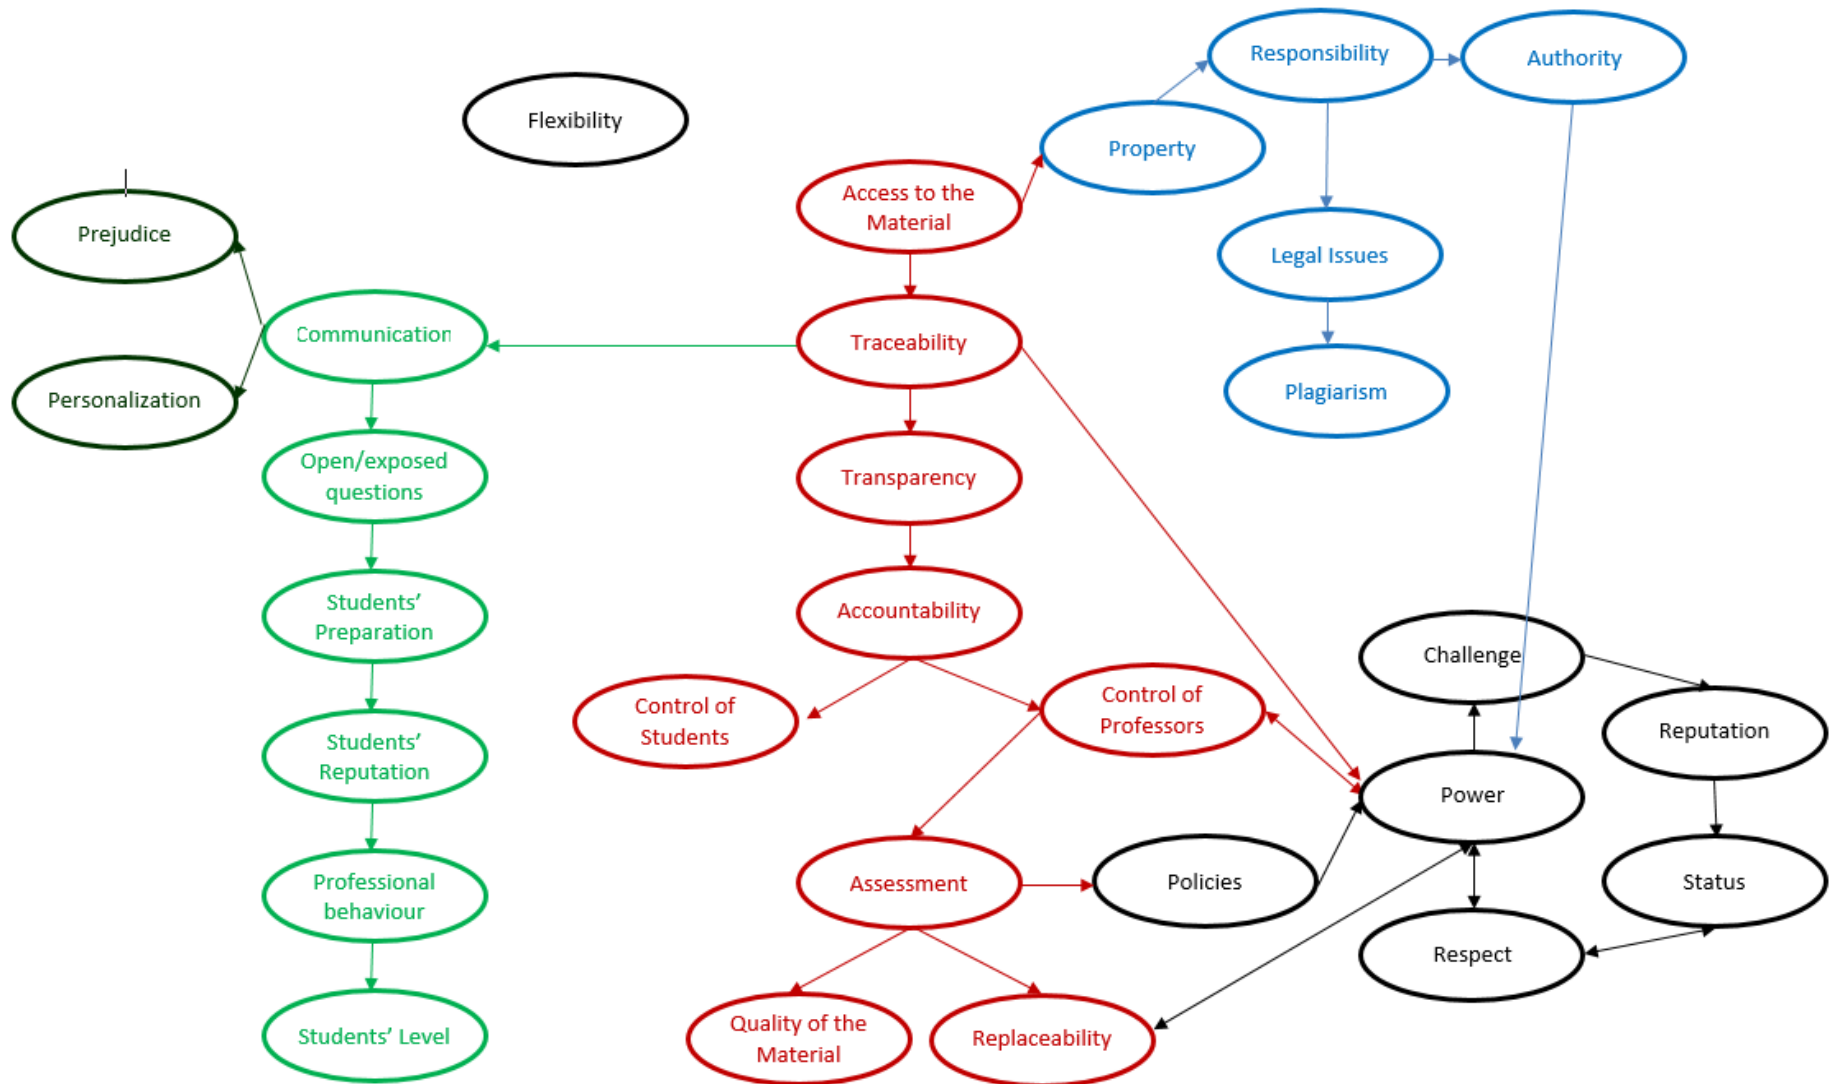 Responsibility
Authority
Flexibility
Property
Access to the
Material
Prejudice
Legal Issues
Communication
Traceability
Plagiarism
Personalization
Open/exposed
questions
Transparency
Students’
Preparation
Accountability
Challenge
Control of
Students
Control of
Professors
Reputation
Students’
Reputation
Power
Professional
behaviour
Assessment
Policies
Status
Respect
Students’ Level
Quality of the
Material
Replaceability